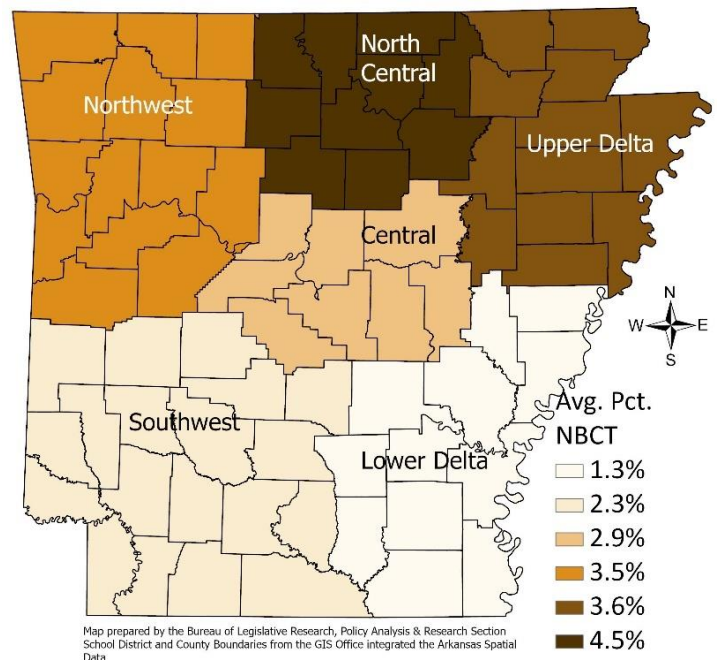 North
Central
Northwest
Upper Delta
Central
N
W E
S
Southwest
Lower Delta
Avg. Pct.
NBCT
1.3%
2.3%
2.9%
3.5%
3.6%
4.5%
Map prepared by the Bureau of Legislative Research, Policy Analysis & Research Section
School District and County Boundaries from the GIS Office integrated the Arkansas Spatial
Data